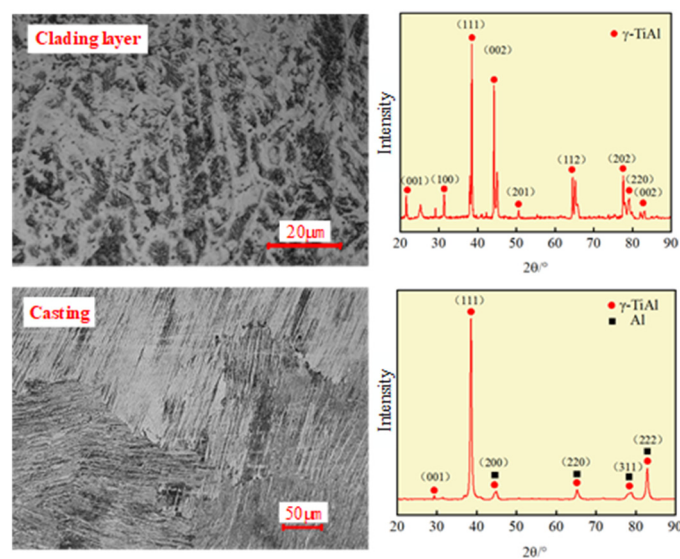 Clading layer
20μm
Intensity
γ-TiAl
(001)
(100)
(111)
(002)
(201)
(112)
(202)
(220)
(002)
20 30 40 50 60 70 80 90
2θ/°
Casting
50μm
Intensity
γ-TiAl
Al
(001)
(111)
(200)
(220)
(311)
(222)
20 30 40 50 60 70 80 90
2θ/°